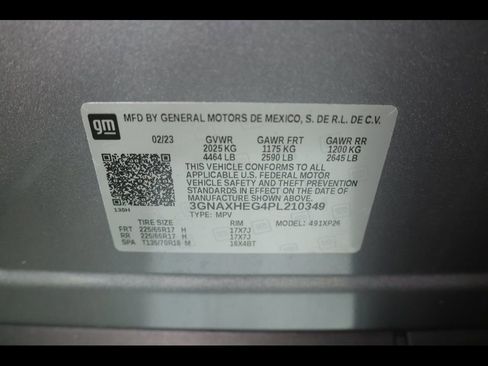 gm
MFD BY GENERAL MOTORS DE MEXICO, S. DE R.L. DE C.V.
02/23 GVWR GAWR FRT GAWR RR
2025 KG 1175 KG 1200 KG
4464 LB 2590 LB 2645 LB
THIS VEHICLE CONFORMS TO ALL
APPLICABLE U.S. FEDERAL MOTOR
VEHICLE SAFETY AND THEFT
PREVENTION STANDARDS
IN EFFECT ON THE DATE OF
MANUFACTURE SHOWN ABOVE.
3GNAXHEG4PL210349
TYPE: MPV MODEL: 491XP26
TIRE SIZE RIM
FRT 225/65R17 H 17X7J
RR 225/65R17 H 17X7J
SPA T135/70R16 M 16X4BT